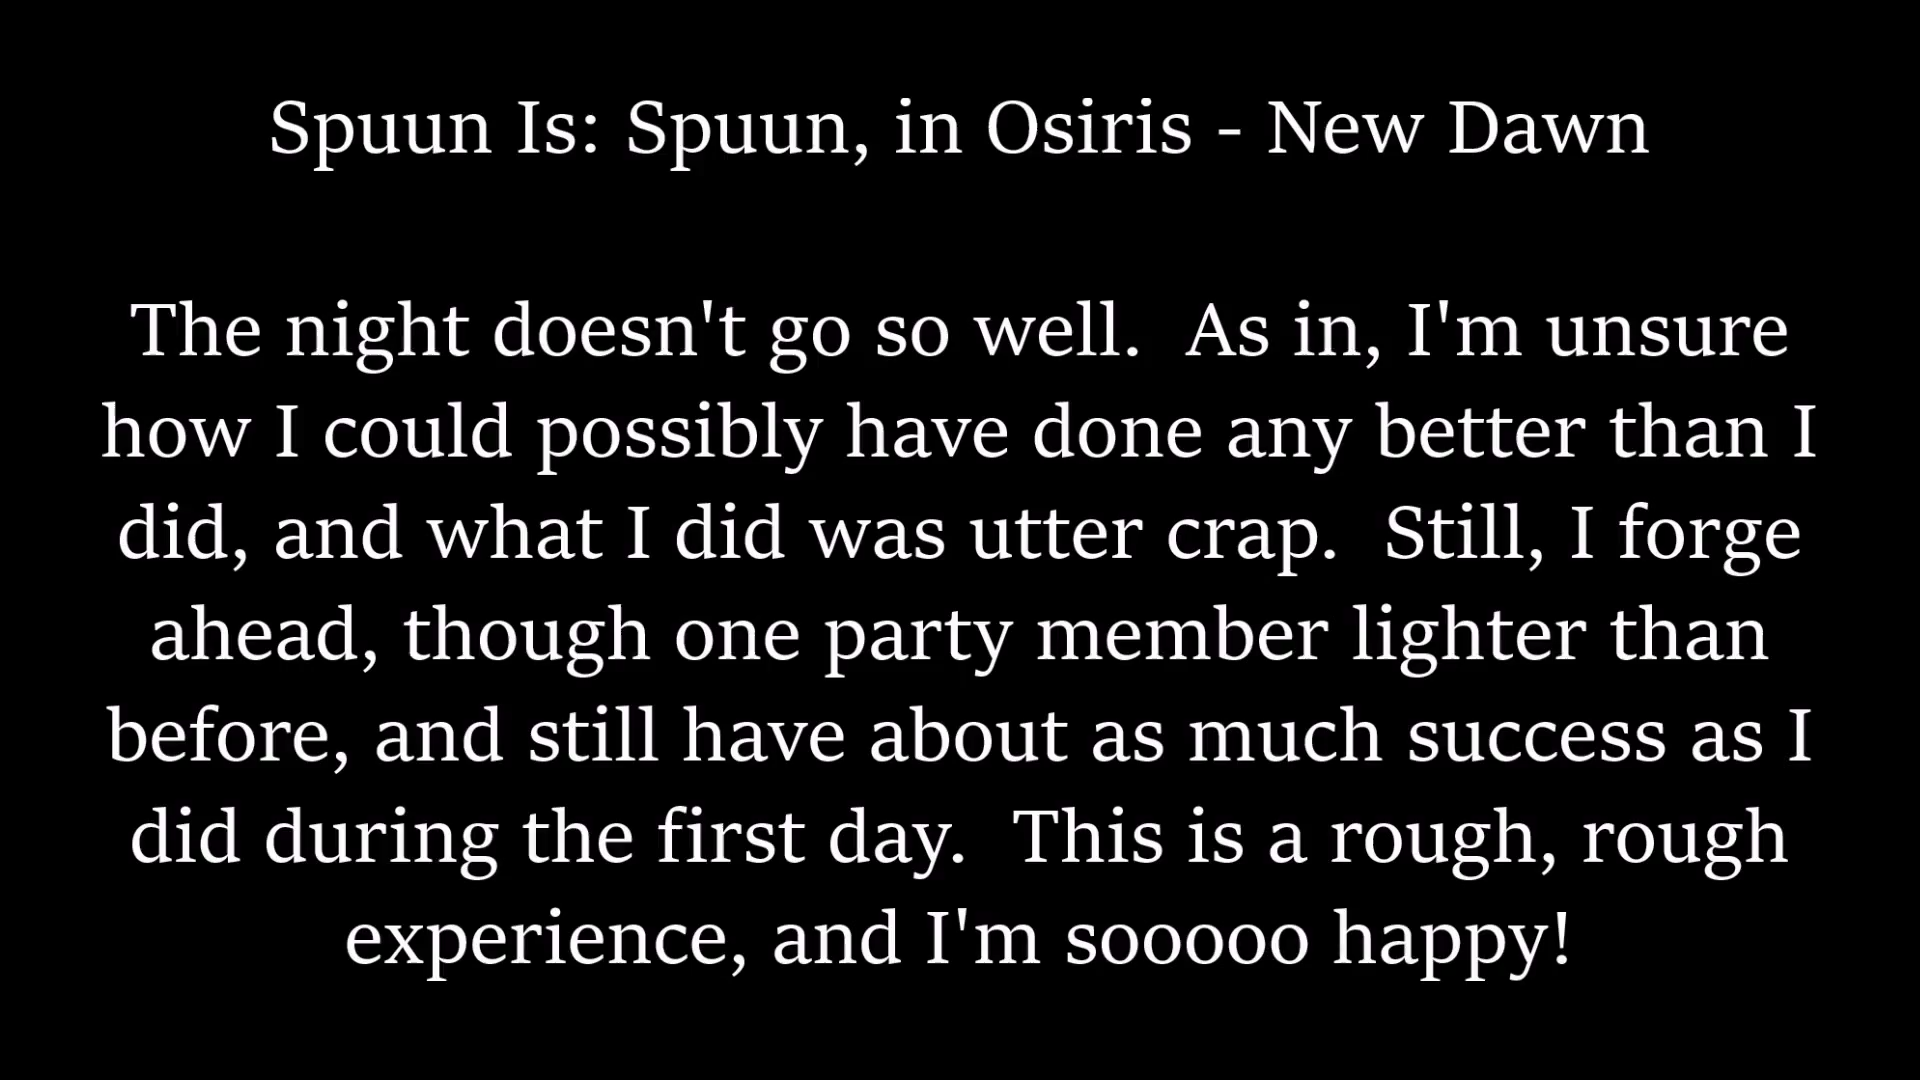 Spuun Is: Spuun, in Osiris - New Dawn
The night doesn't go so well.  As in, I'm unsure
how I could possibly have done any better than I
did, and what I did was utter crap.  Still, I forge
ahead, though one party member lighter than
before, and still have about as much success as I
did during the first day.  This is a rough, rough
experience, and I'm sooooo happy!